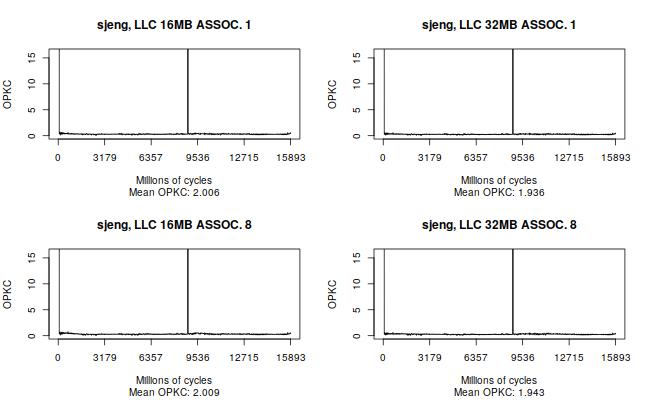 sjeng, LLC 16MB ASSOC. 1
OPKC
15
10
5
0
0 3179 6357 9536 12715 15893
Millions of cycles
Mean OPKC: 2.006
sjeng, LLC 32MB ASSOC. 1
OPKC
15
10
5
0
0 3179 6357 9536 12715 15893
Millions of cycles
Mean OPKC: 1.936
sjeng, LLC 16MB ASSOC. 8
OPKC
15
10
5
0
0 3179 6357 9536 12715 15893
Millions of cycles
Mean OPKC: 2.009
sjeng, LLC 32MB ASSOC. 8
OPKC
15
10
5
0
0 3179 6357 9536 12715 15893
Millions of cycles
Mean OPKC: 1.943